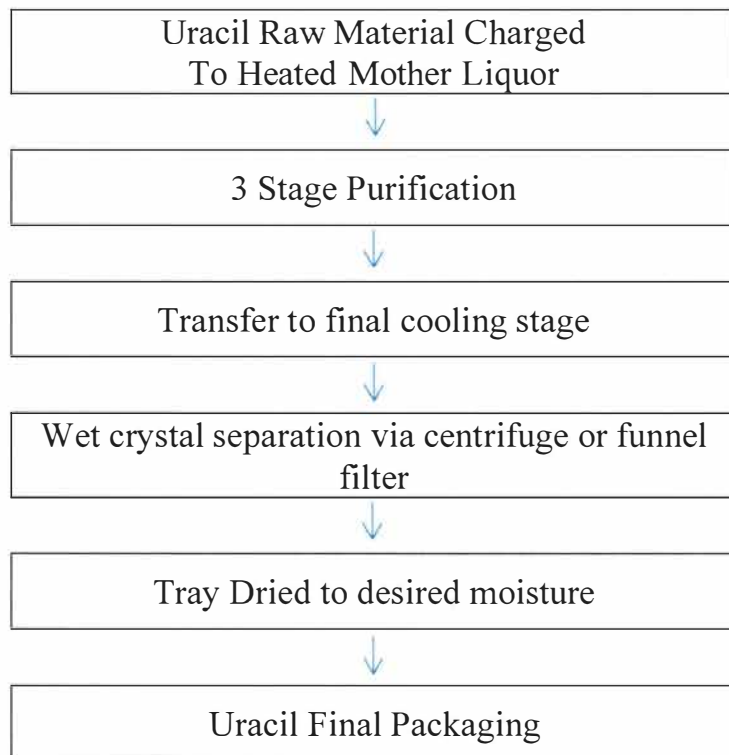 Uracil Raw Material Charged
To Heated Mother Liquor
3 Stage Purification
Transfer to final cooling stage
Wet crystal separation via centrifuge or funnel
filter
Tray Dried to desired moisture
Uracil Final Packaging